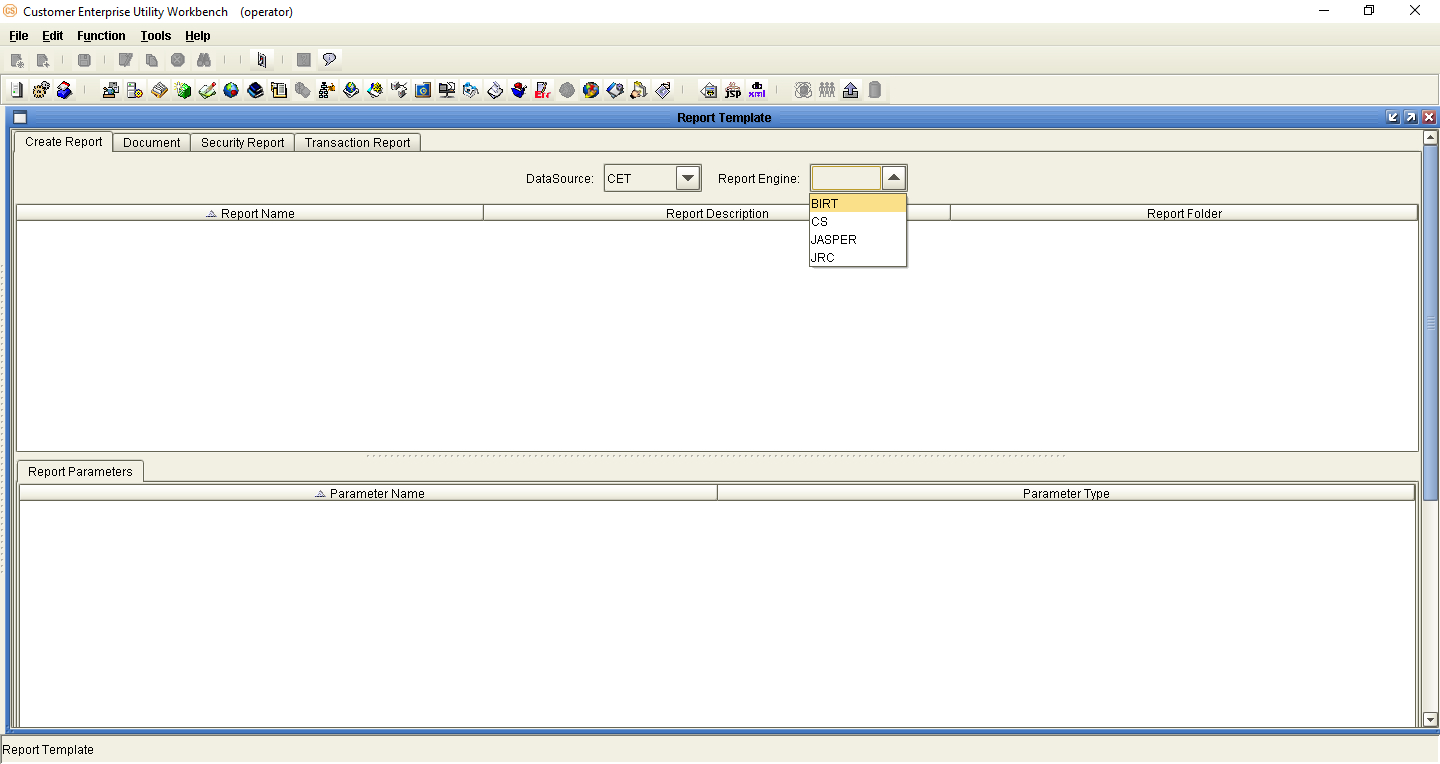 CS Customer Enterprise Utility Workbench (operator)
File Edit Function Tools Help
jsp xml
Report Template
Create Report Document Security Report Transaction Report
DataSource: CET Report Engine:
BIRT
CS
JASPER
JRC
Report Name Report Description Report Folder
Report Parameters
Parameter Name Parameter Type
Report Template